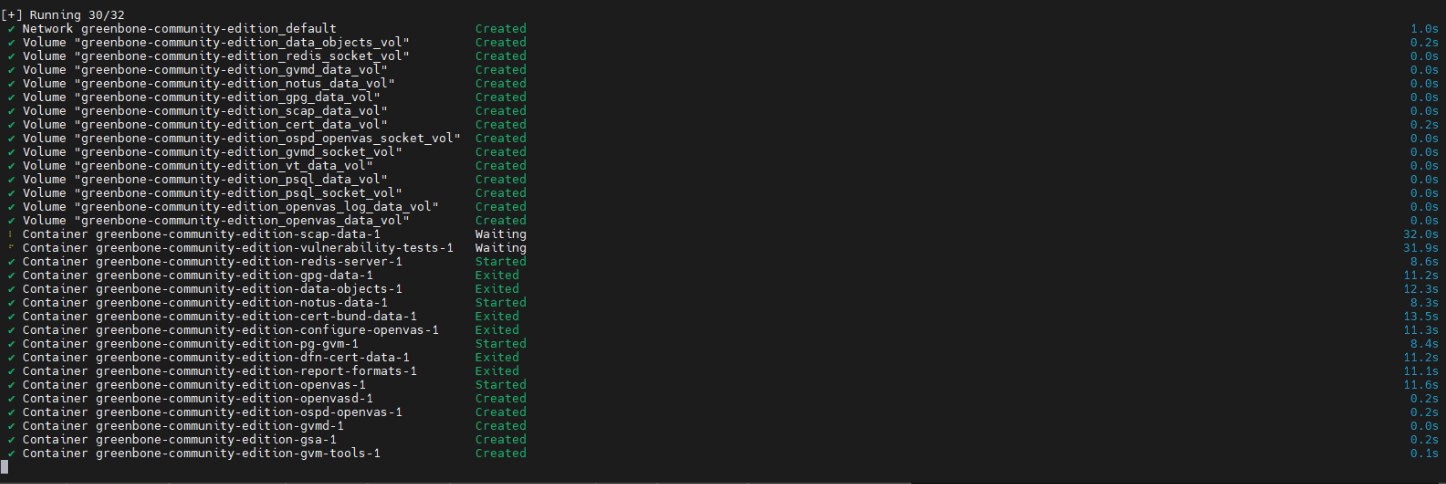 [+] Running 30/32
✔ Network greenbone-community-edition_default Created 1.0s
✔ Volume "greenbone-community-edition_data_objects_vol" Created 0.2s
✔ Volume "greenbone-community-edition_redis_socket_vol" Created 0.0s
✔ Volume "greenbone-community-edition_gvmd_data_vol" Created 0.0s
✔ Volume "greenbone-community-edition_notus_data_vol" Created 0.0s
✔ Volume "greenbone-community-edition_gpg_data_vol" Created 0.0s
✔ Volume "greenbone-community-edition_scap_data_vol" Created 0.0s
✔ Volume "greenbone-community-edition_cert_data_vol" Created 0.2s
✔ Volume "greenbone-community-edition_ospd_openvas_socket_vol" Created 0.0s
✔ Volume "greenbone-community-edition_gvmd_socket_vol" Created 0.0s
✔ Volume "greenbone-community-edition_vt_data_vol" Created 0.0s
✔ Volume "greenbone-community-edition_psql_data_vol" Created 0.0s
✔ Volume "greenbone-community-edition_psql_socket_vol" Created 0.0s
✔ Volume "greenbone-community-edition_openvas_log_data_vol" Created 0.0s
✔ Volume "greenbone-community-edition_openvas_data_vol" Created 0.0s
Container greenbone-community-edition-scap-data-1 Waiting 32.0s
Container greenbone-community-edition-vulnerability-tests-1 Waiting 31.9s
✔ Container greenbone-community-edition-redis-server-1 Started 8.6s
✔ Container greenbone-community-edition-gpg-data-1 Exited 11.2s
✔ Container greenbone-community-edition-data-objects-1 Exited 12.3s
✔ Container greenbone-community-edition-notus-data-1 Started 8.3s
✔ Container greenbone-community-edition-cert-bund-data-1 Exited 13.5s
✔ Container greenbone-community-edition-configure-openvas-1 Exited 11.3s
✔ Container greenbone-community-edition-pg-gvm-1 Started 8.4s
✔ Container greenbone-community-edition-dfn-cert-data-1 Exited 11.2s
✔ Container greenbone-community-edition-report-formats-1 Exited 11.1s
✔ Container greenbone-community-edition-openvas-1 Started 11.6s
✔ Container greenbone-community-edition-openvasd-1 Created 0.2s
✔ Container greenbone-community-edition-ospd-openvas-1 Created 0.2s
✔ Container greenbone-community-edition-gvmd-1 Created 0.0s
✔ Container greenbone-community-edition-gsa-1 Created 0.2s
✔ Container greenbone-community-edition-gvm-tools-1 Created 0.1s